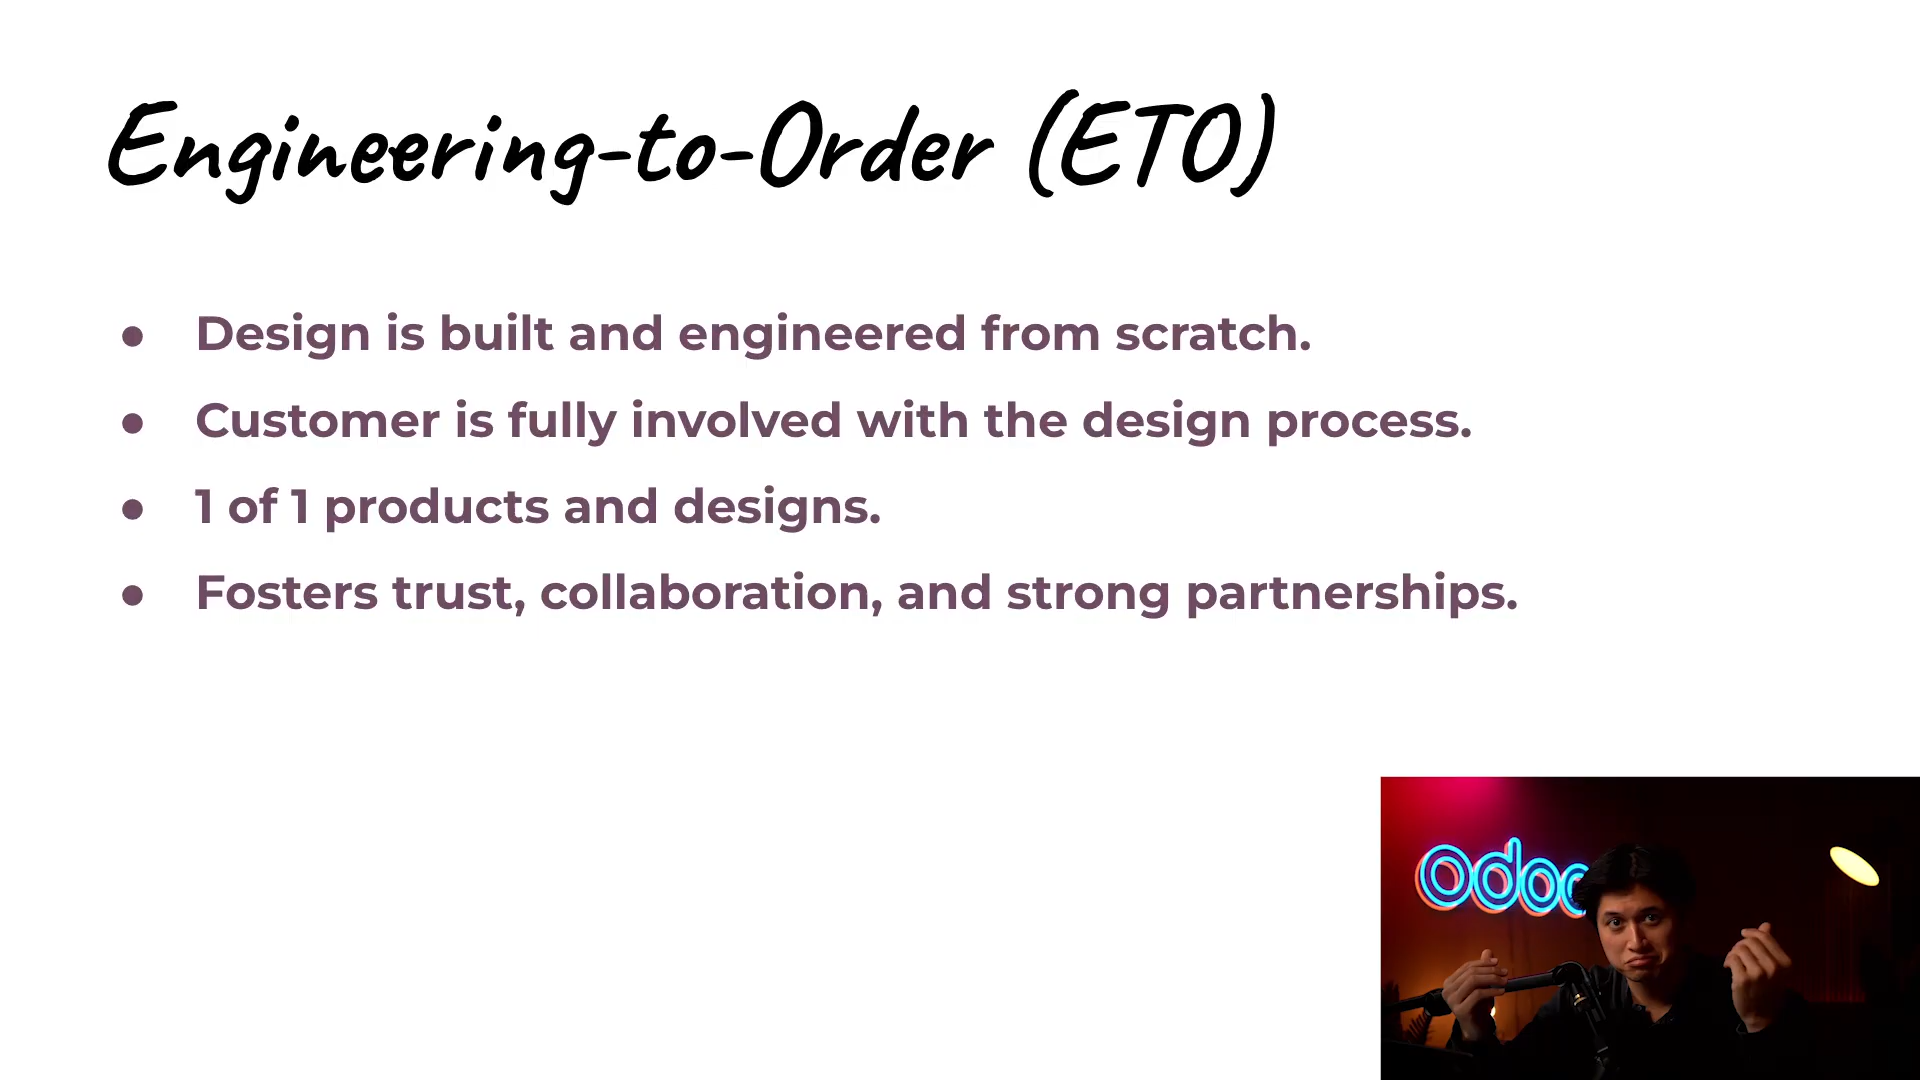 Engineering-to-Order (ETO)
● Design is built and engineered from scratch.
● Customer is fully involved with the design process.
● 1 of 1 products and designs.
● Fosters trust, collaboration, and strong partnerships.
odoo